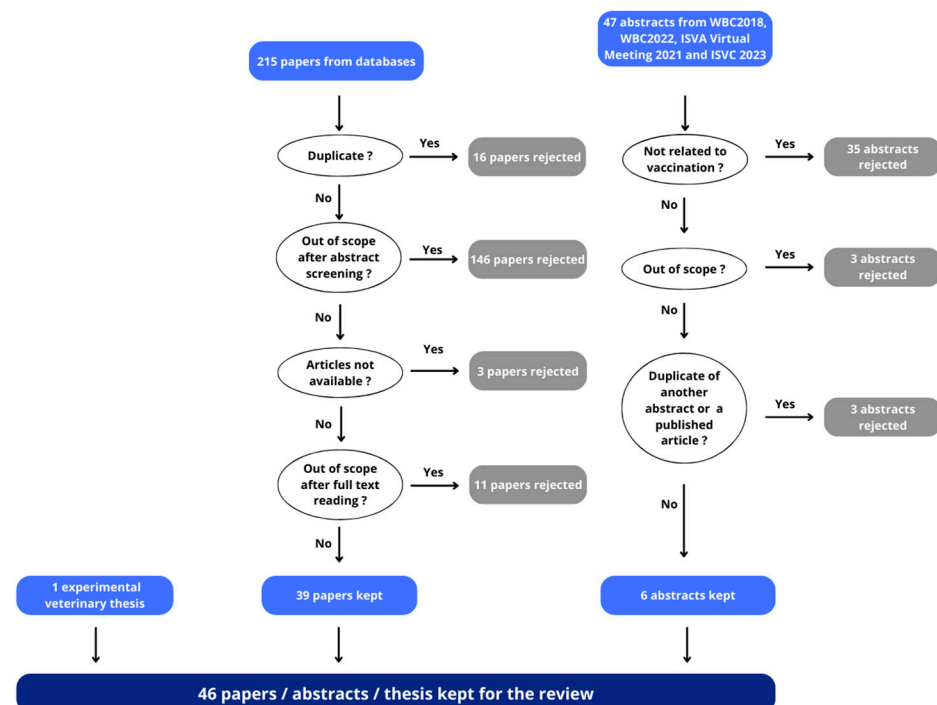 215 papers from databases
Duplicate ?
Yes
16 papers rejected
No
Out of scope
after abstract
screening ?
Yes
146 papers rejected
No
Articles not
available ?
Yes
3 papers rejected
No
Out of scope
after full text
reading ?
Yes
11 papers rejected
No
39 papers kept
47 abstracts from WBC2018,
WBC2022, ISVA Virtual
Meeting 2021 and ISVC 2023
Not related to
vaccination ?
Yes
35 abstracts
rejected
No
Out of scope ?
Yes
3 abstracts
rejected
No
Duplicate of
another
abstract or a
published
article ?
Yes
3 abstracts
rejected
No
6 abstracts kept
1 experimental
veterinary thesis
46 papers / abstracts / thesis kept for the review